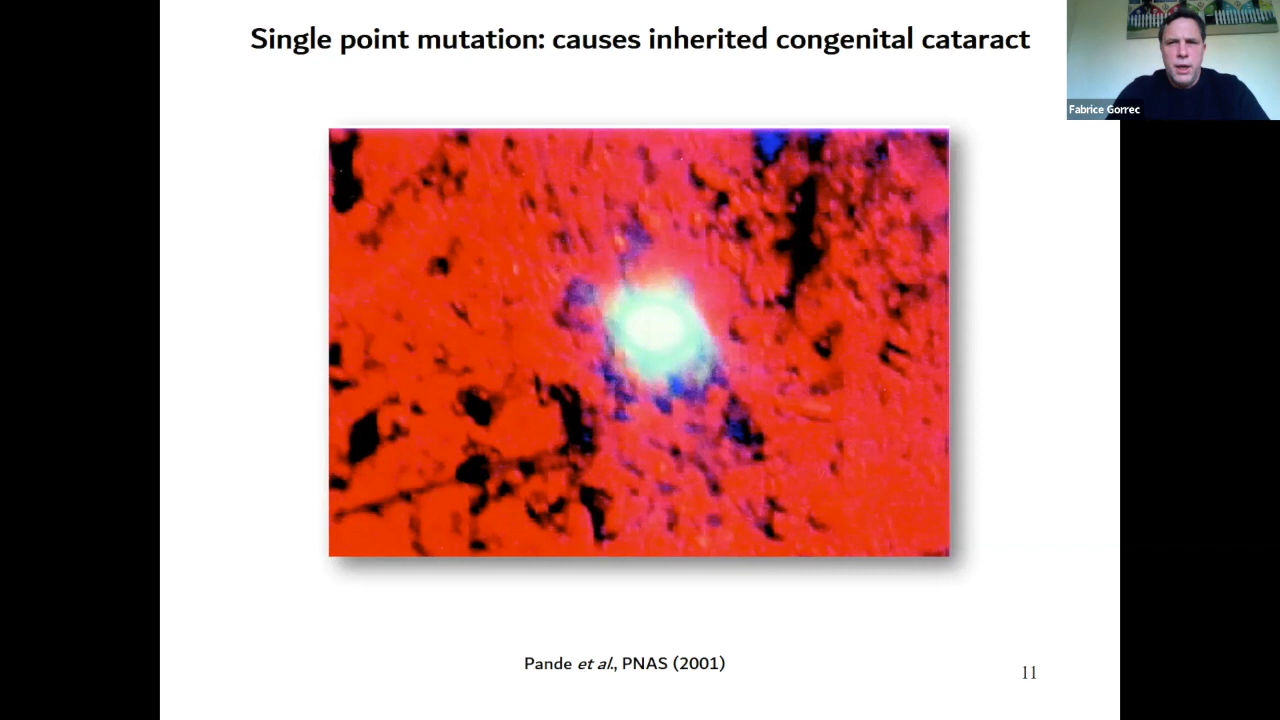 Single point mutation: causes inherited congenital cataract
Fabrice Gorrec
Pande et al., PNAS (2001)
11